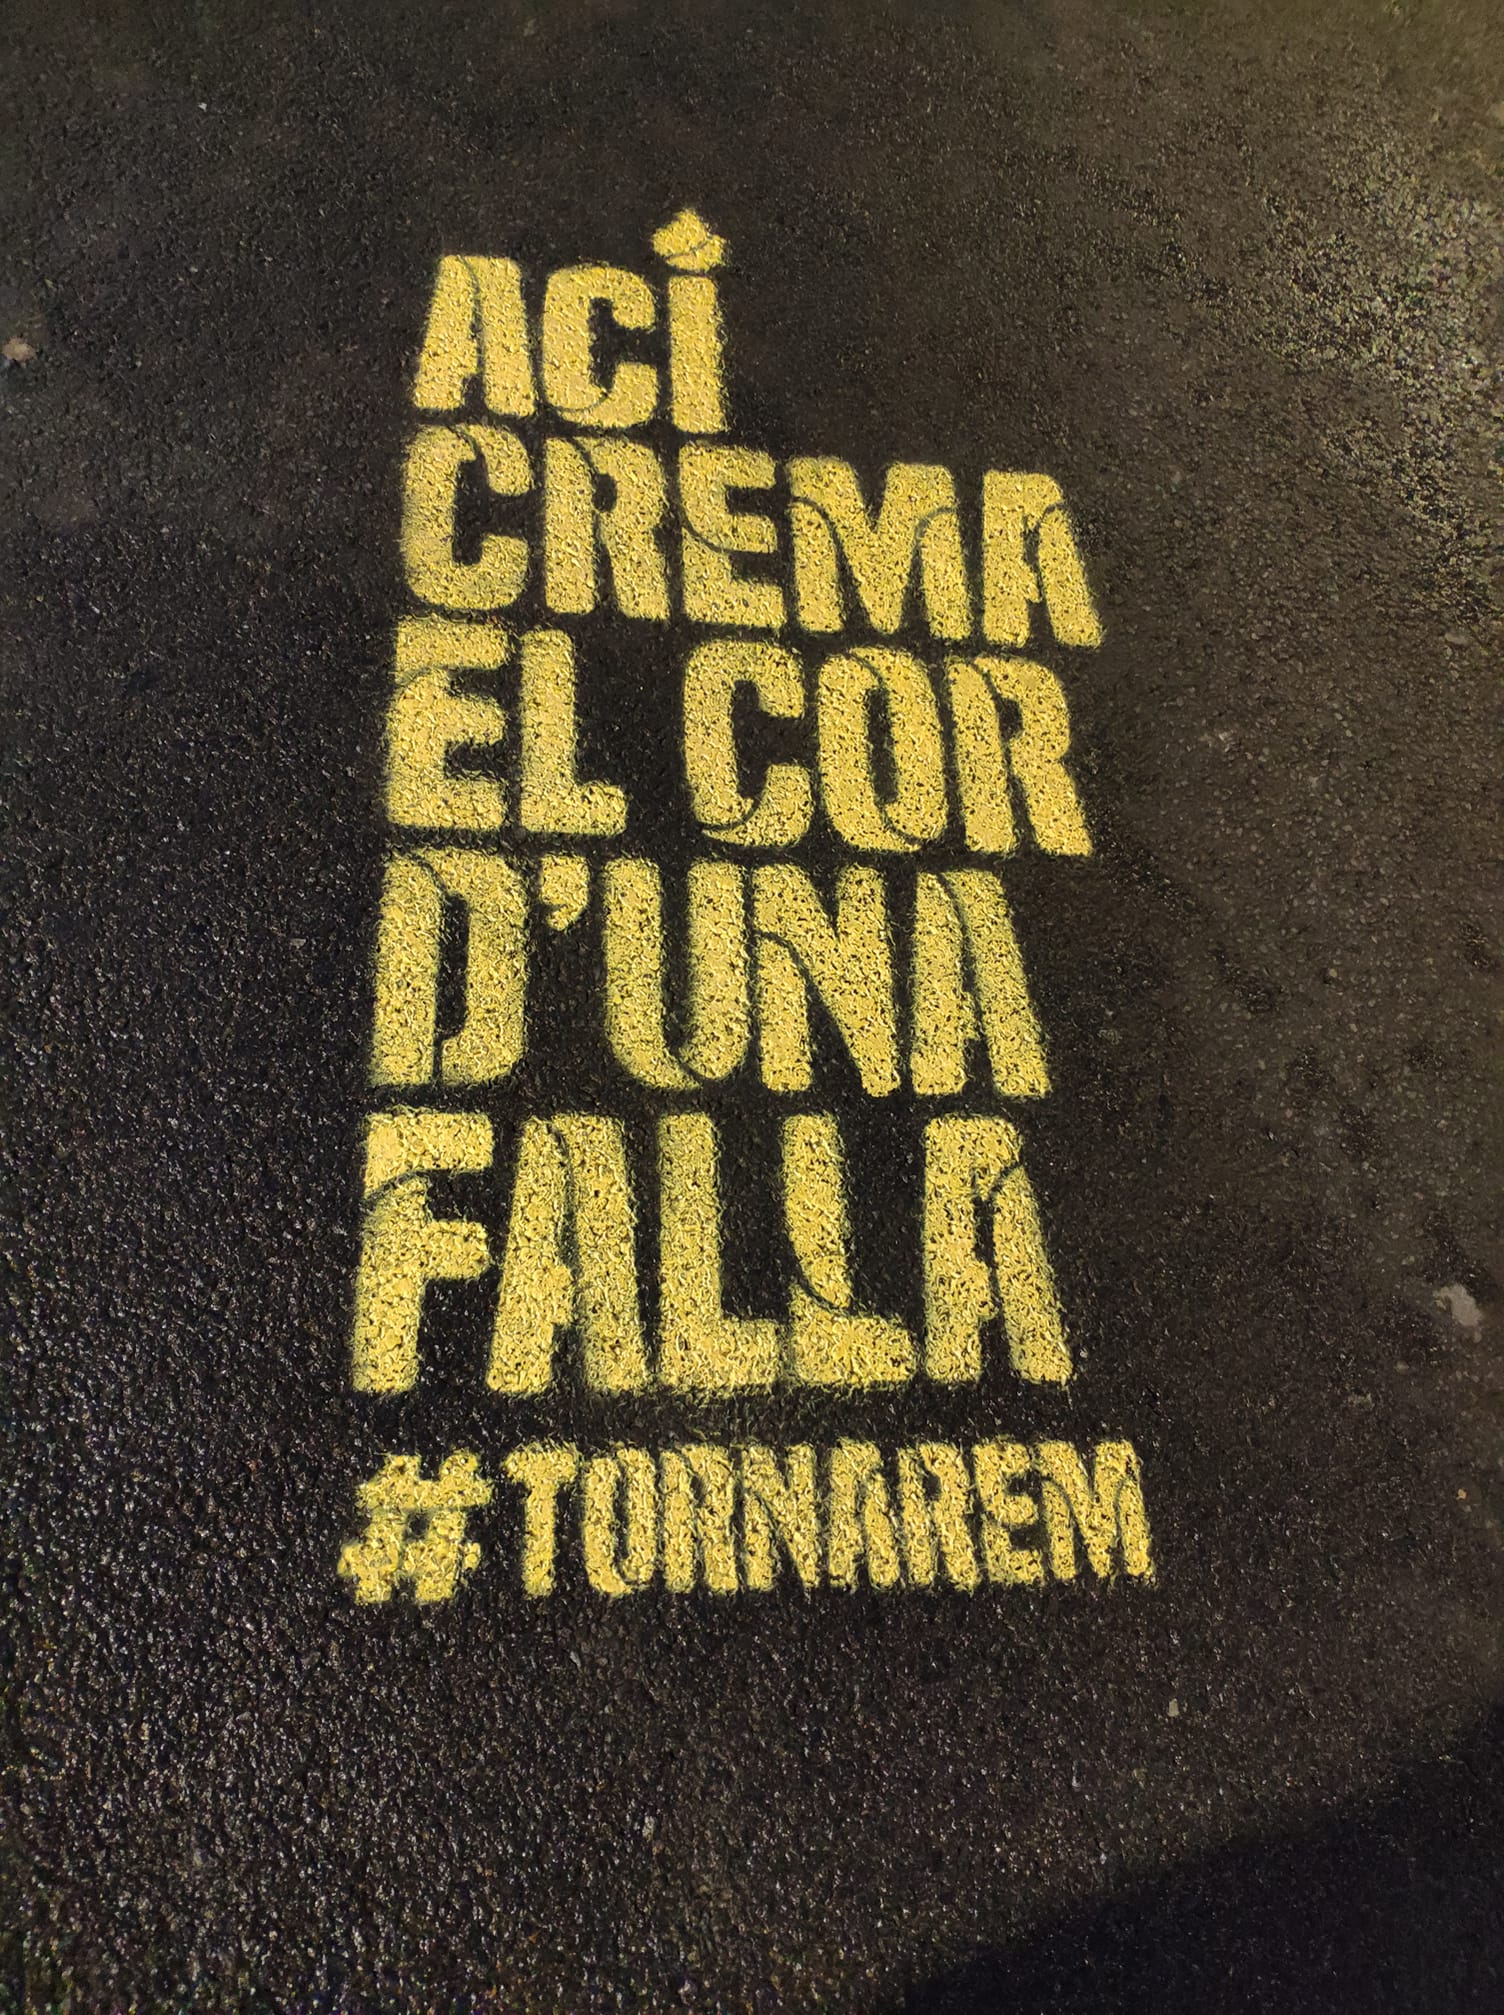 ACÍ
CREMA
EL COR
D'UNA
FALLA
#TORNAREM